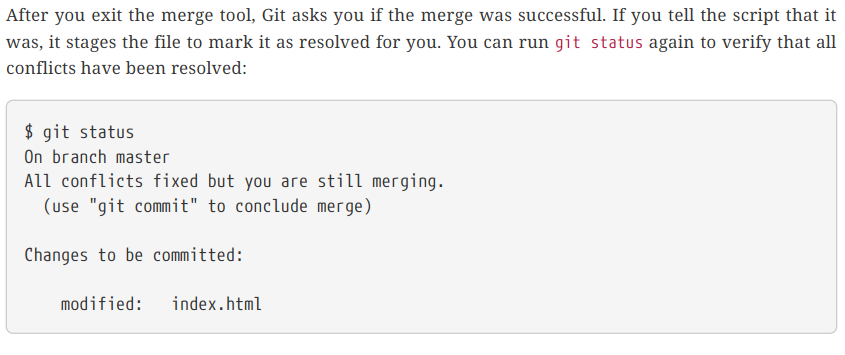 After you exit the merge tool, Git asks you if the merge was successful. If you tell the script that it
was, it stages the file to mark it as resolved for you. You can run git status again to verify that all
conflicts have been resolved:
$ git status
On branch master
All conflicts fixed but you are still merging.
  (use "git commit" to conclude merge)
Changes to be committed:
    modified:   index.html